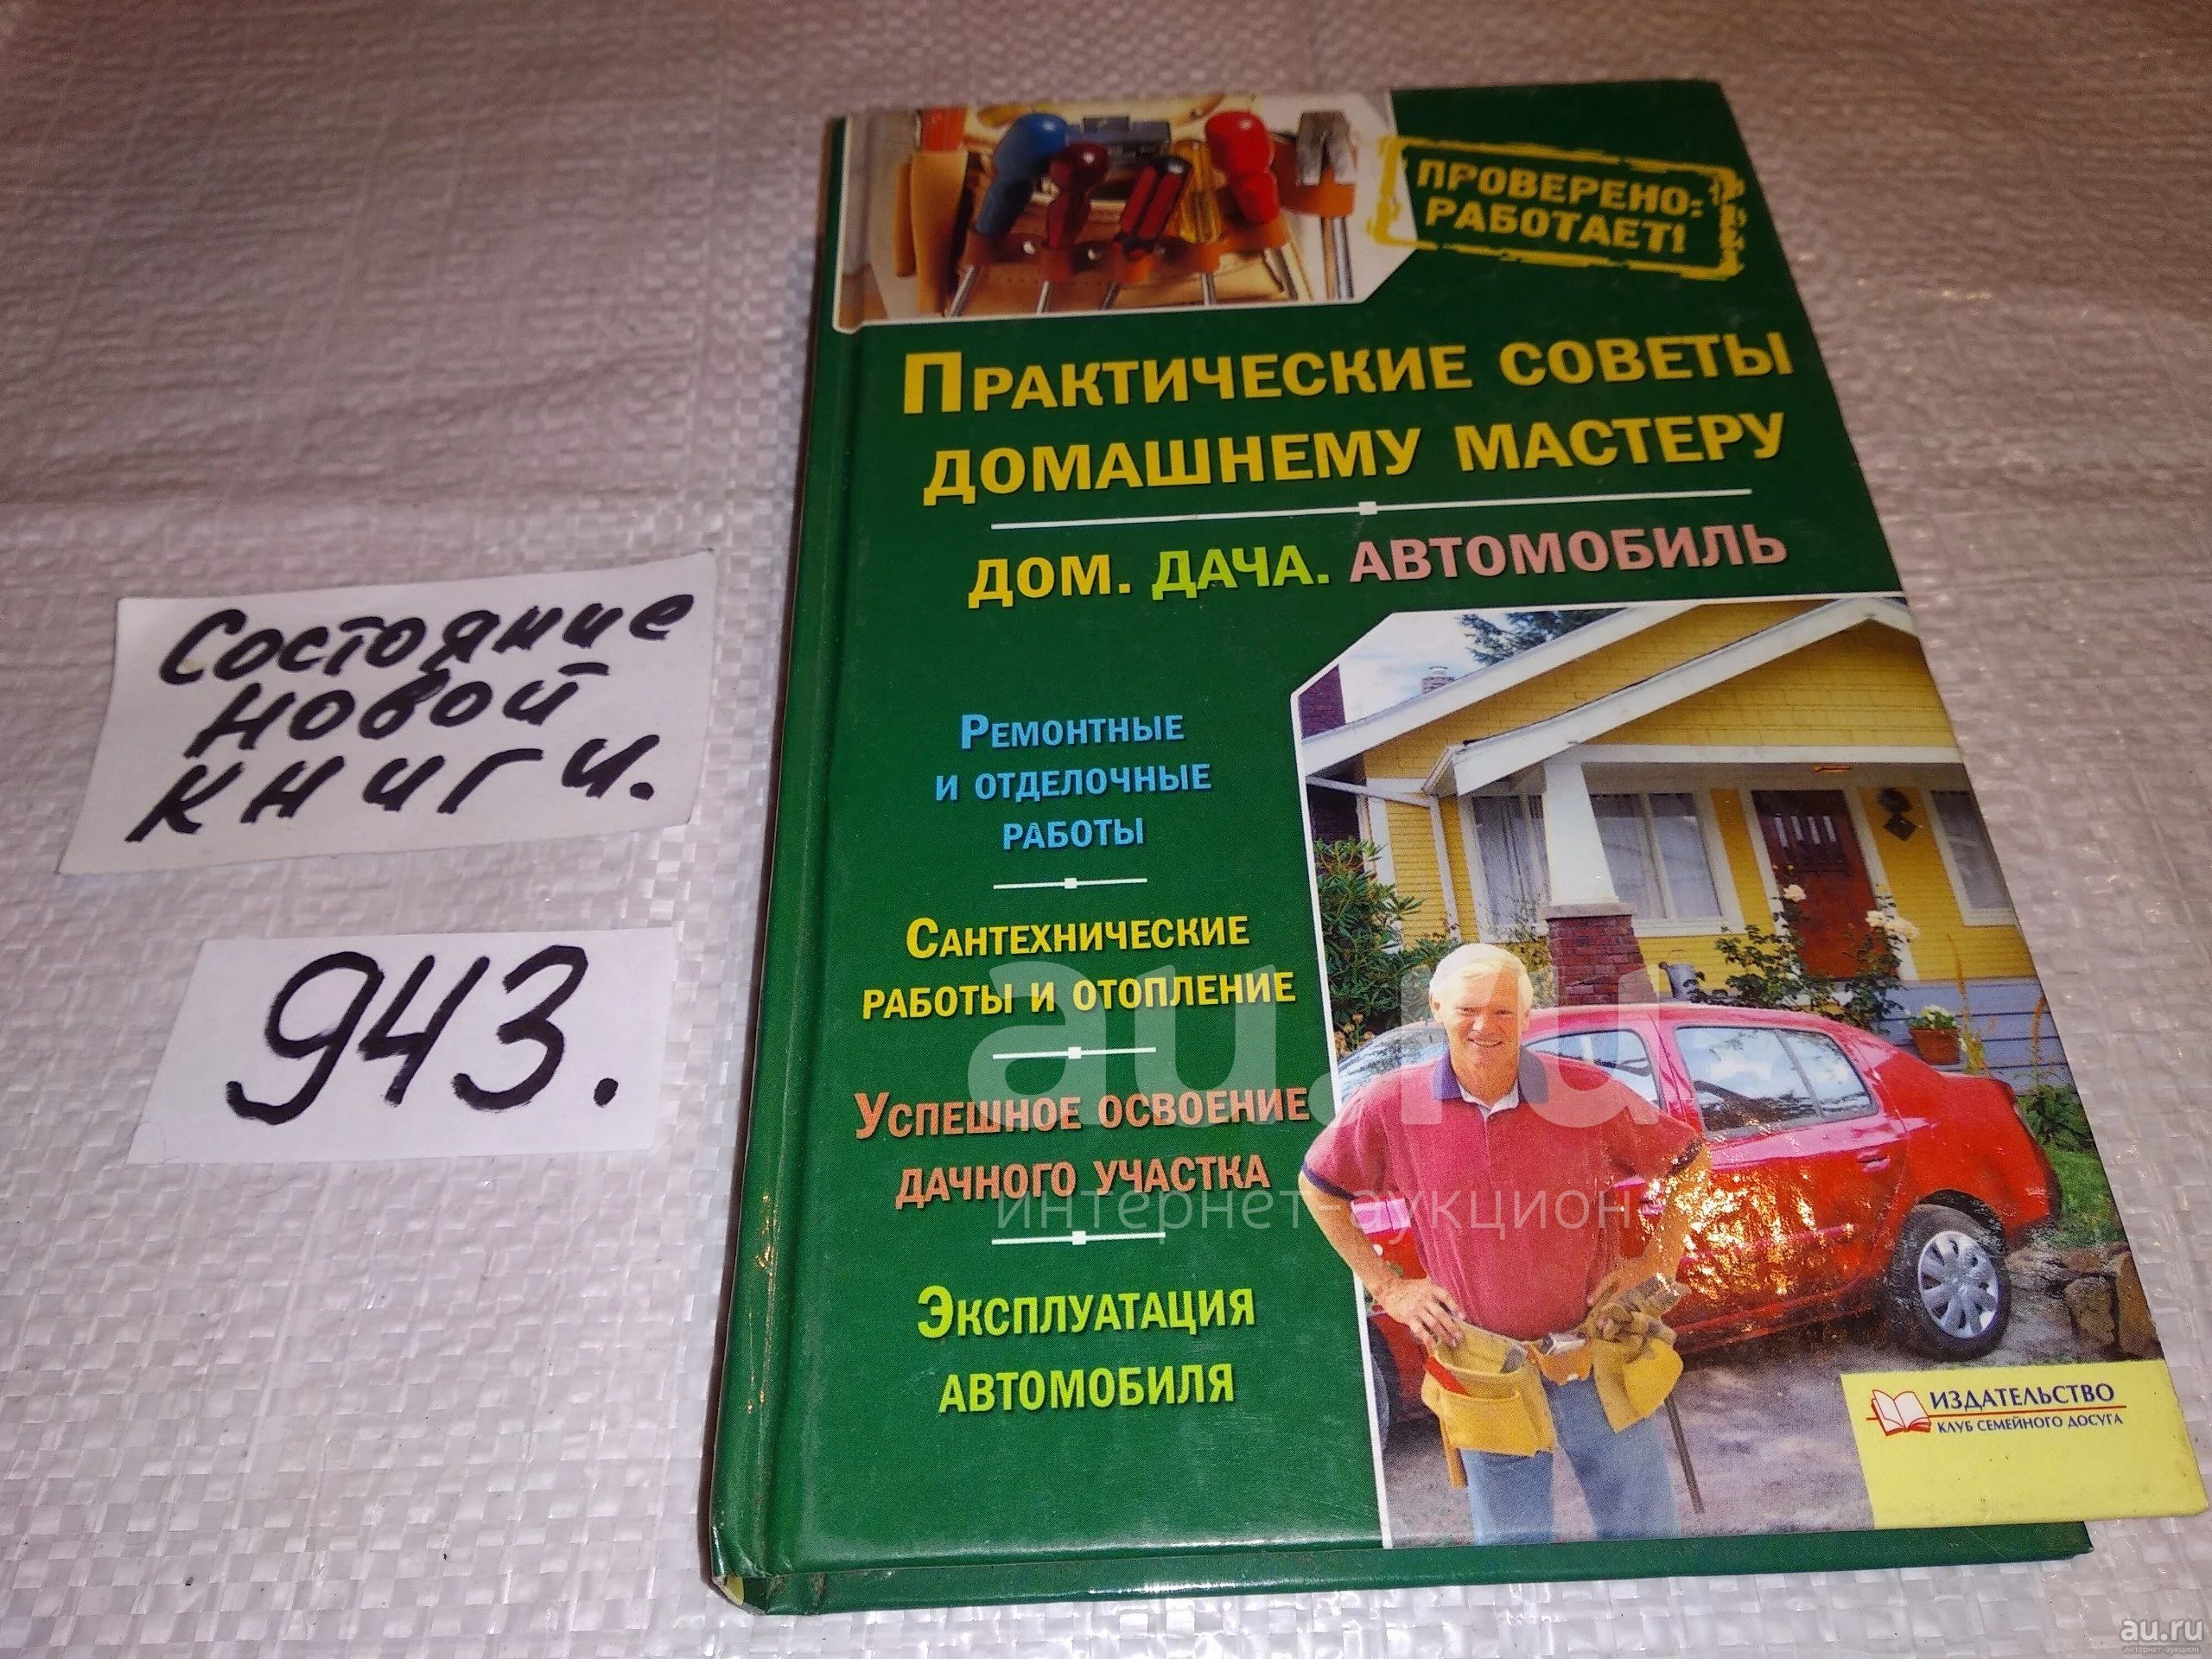 ПРОВЕРЕНО:
РАБОТАЕТ!
ПРАКТИЧЕСКИЕ СОВЕТЫ
ДОМАШНЕМУ МАСТЕРУ
ДОМ. ДАЧА. АВТОМОБИЛЬ
РЕМОНТНЫЕ
И ОТДЕЛОЧНЫЕ
РАБОТЫ
САНТЕХНИЧЕСКИЕ
РАБОТЫ И ОТОПЛЕНИЕ
УСПЕШНОЕ ОСВОЕНИЕ
ДАЧНОГО УЧАСТКА
ЭКСПЛУАТАЦИЯ
АВТОМОБИЛЯ
ИЗДАТЕЛЬСТВО
КЛУБ СЕМЕЙНОГО ДОСУГА
Состояние
новой
книги.
943.
au.ru
интернет-аукцион
au.ru
интернет-аукцион